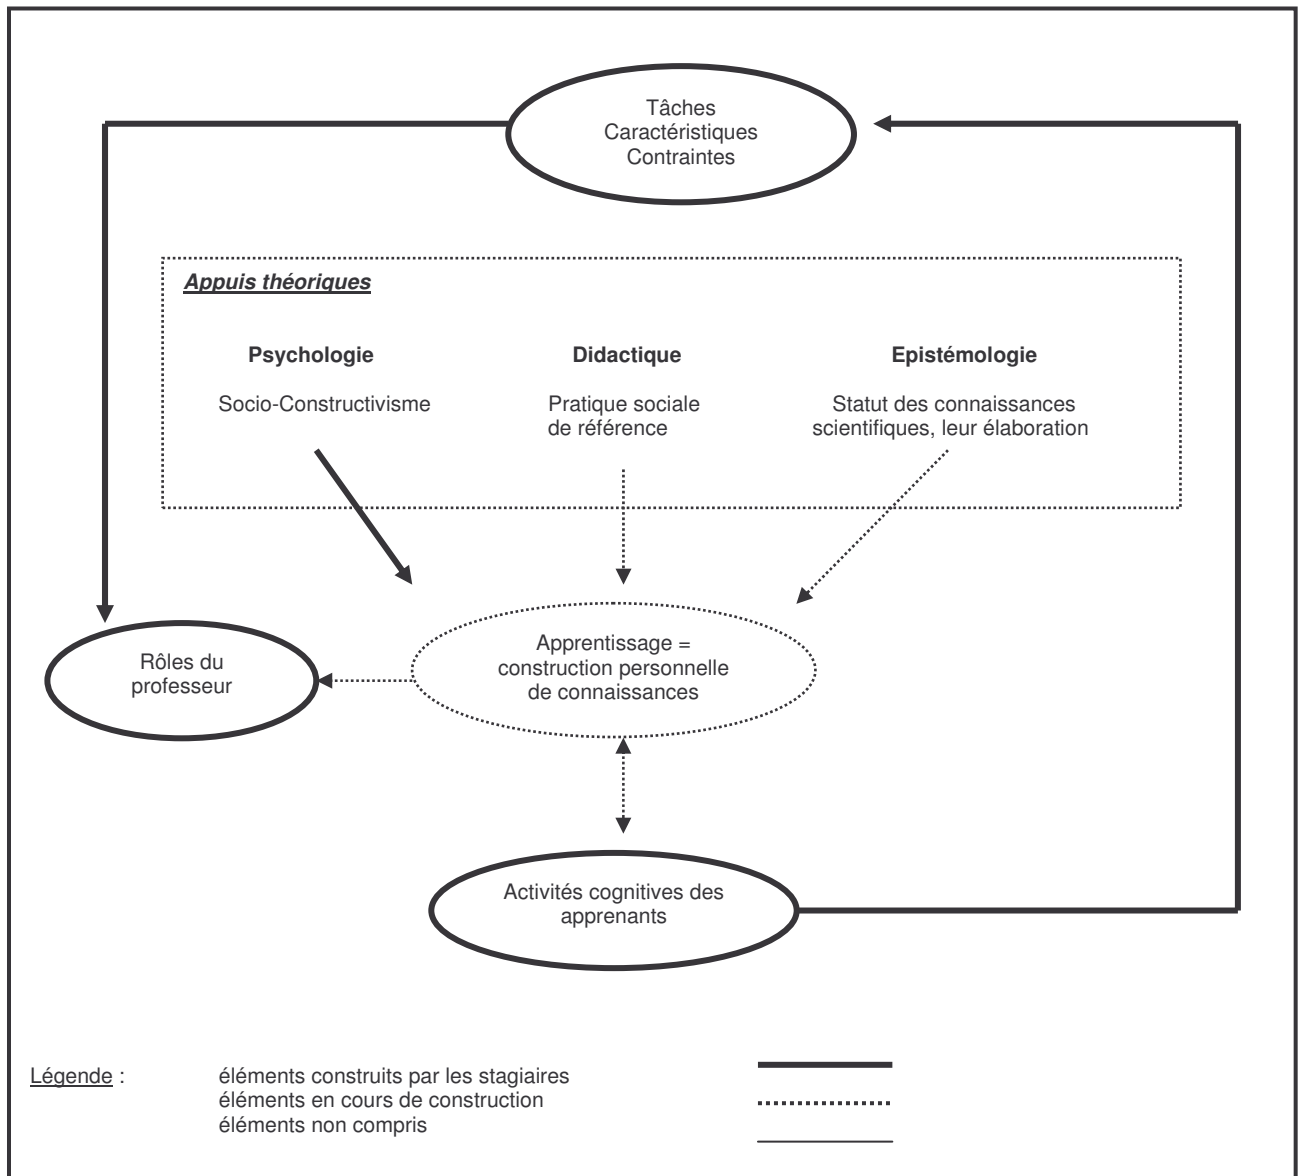 Tâches
Caractéristiques
Contraintes
Appuis théoriques
Psychologie
Didactique
Epistémologie
Socio-Constructivisme
Pratique sociale
de référence
Statut des connaissances
scientifiques, leur élaboration
Rôles du
professeur
Apprentissage =
construction personnelle
de connaissances
Activités cognitives des
apprenants
Légende :
éléments construits par les stagiaires
éléments en cours de construction
éléments non compris